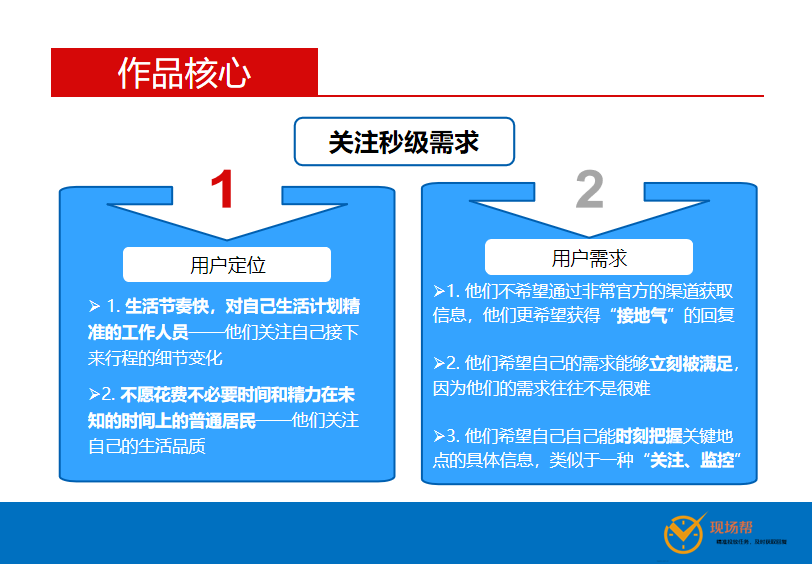 作品核心
关注秒级需求
1
用户定位
➢ 1. 生活节奏快，对自己生活计划精
准的工作人员——他们关注自己接下
来行程的细节变化
➢2. 不愿花费不必要时间和精力在未
知的时间上的普通居民——他们关注
自己的生活品质
2
用户需求
➢1. 他们不希望通过非常官方的渠道获取
信息，他们更希望获得“接地气”的回复
➢2. 他们希望自己的需求能够立刻被满足，
因为他们的需求往往不是很难
➢3. 他们希望自己自己能时刻把握关键地
点的具体信息，类似于一种“关注、监控”
现场帮